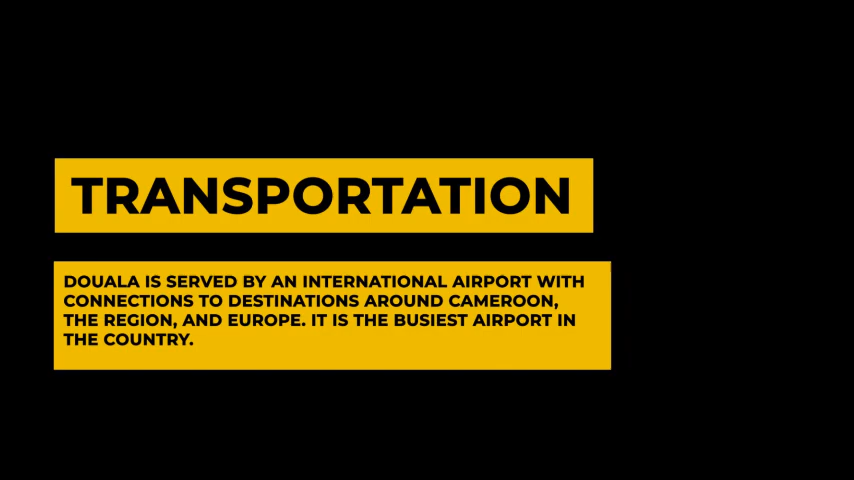 TRANSPORTATION
DOUALA IS SERVED BY AN INTERNATIONAL AIRPORT WITH
CONNECTIONS TO DESTINATIONS AROUND CAMEROON,
THE REGION, AND EUROPE. IT IS THE BUSIEST AIRPORT IN
THE COUNTRY.